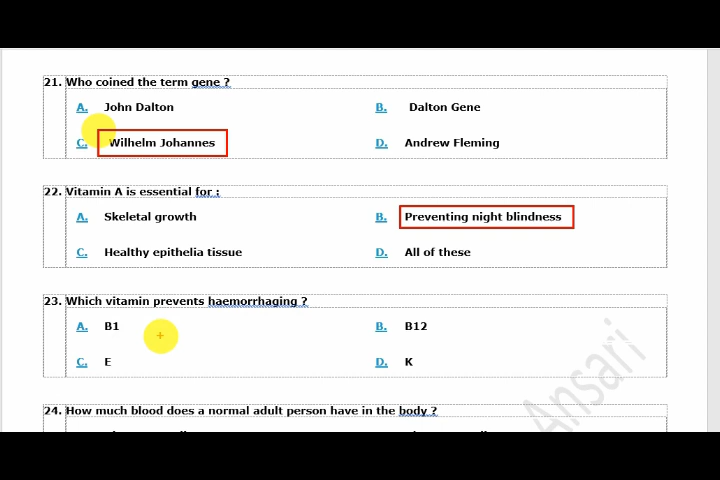 21. Who coined the term gene ?
A. John Dalton B. Dalton Gene
C. Wilhelm Johannes D. Andrew Fleming
22. Vitamin A is essential for :
A. Skeletal growth B. Preventing night blindness
C. Healthy epithelia tissue D. All of these
23. Which vitamin prevents haemorrhaging ?
A. B1 B. B12
C. E D. K
24. How much blood does a normal adult person have in the body ?
Ansari